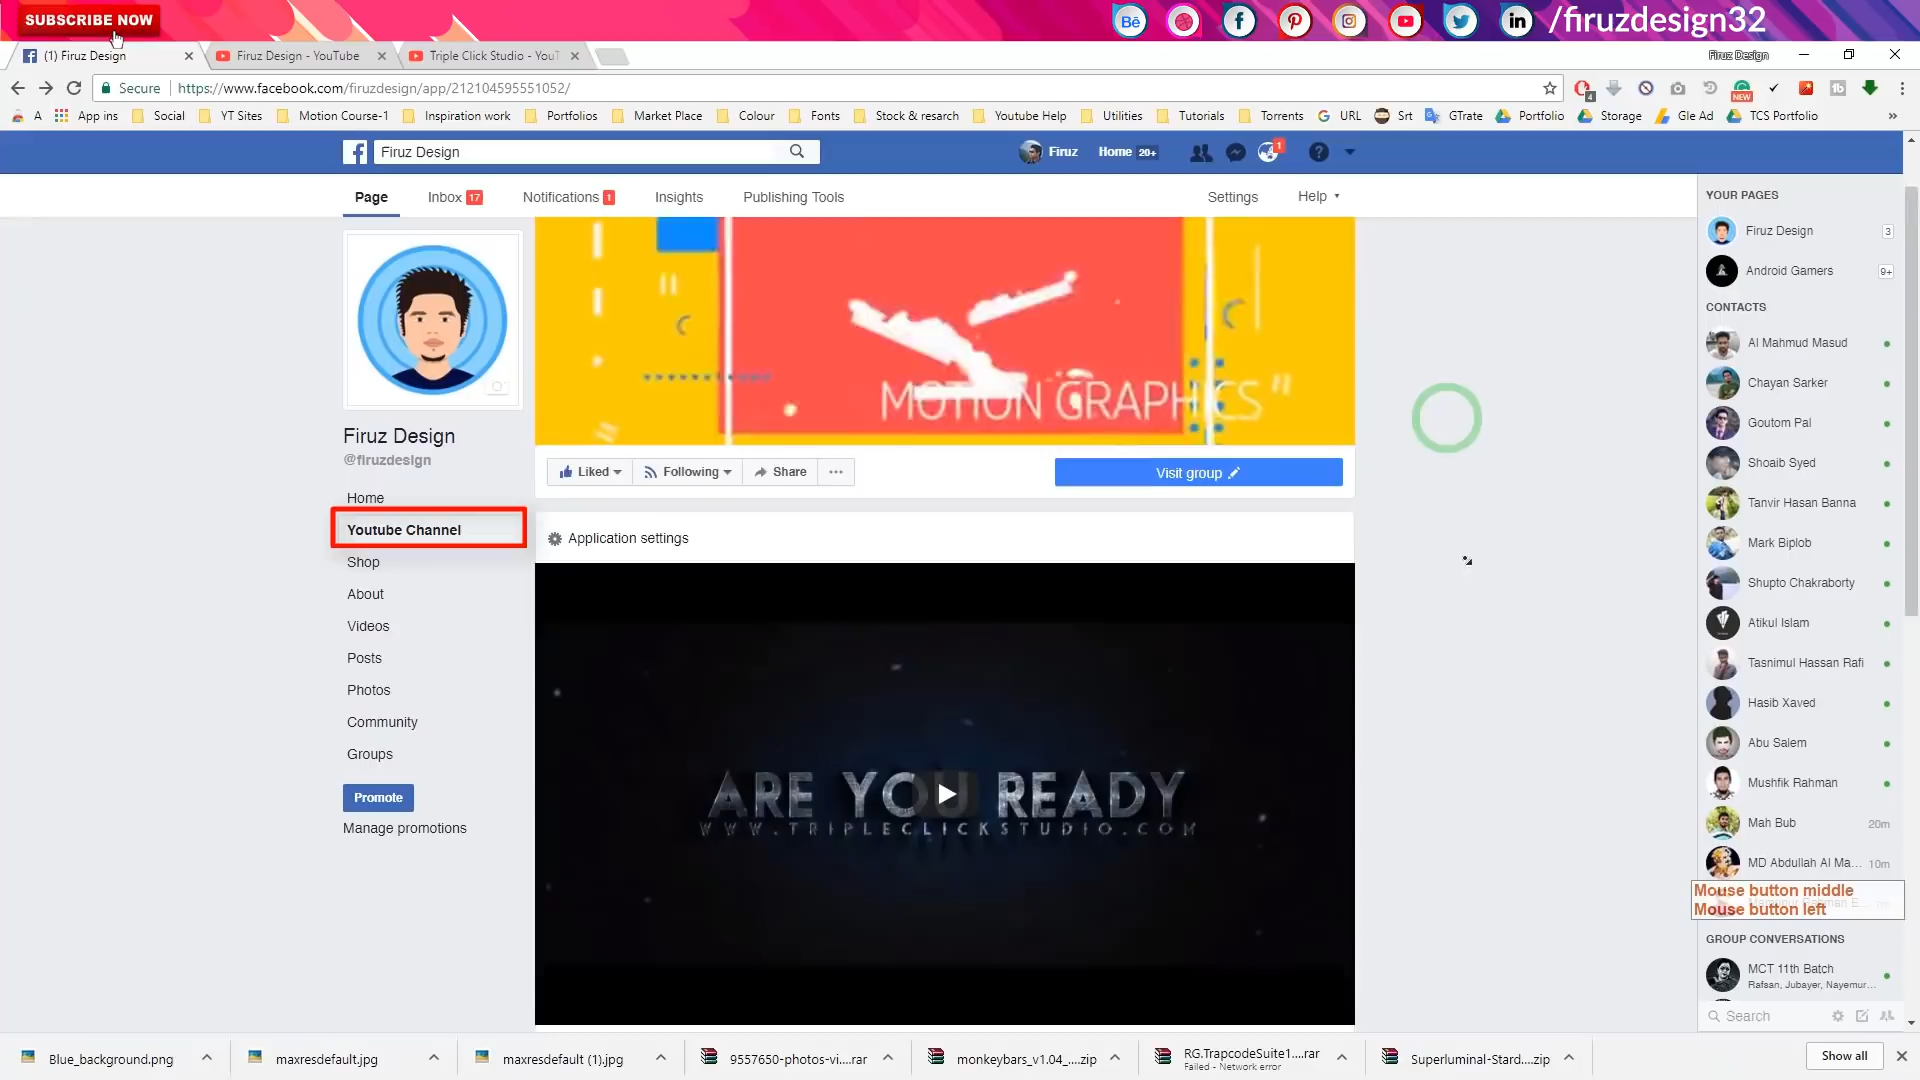 SUBSCRIBE NOW
/firuzdesign32
(1) Firuz Design
Firuz Design - YouTube
Triple Click Studio - YouT
Firuz Design
Secure
https://www.facebook.com/firuzdesign/app/212104595551052/
A
App ins
Social
YT Sites
Motion Course-1
Inspiration work
Portfolios
Market Place
Colour
Fonts
Stock & resarch
Youtube Help
Utilities
Tutorials
Torrents
URL
Srt
GTrate
Portfolio
Storage
Gle Ad
TCS Portfolio
Firuz Design
Firuz
Home 20+
1
Page
Inbox 17
Notifications 1
Insights
Publishing Tools
Settings
Help
MOTION GRAPHICS "
Firuz Design
@firuzdesign
Liked
Following
Share
Visit group
Home
Youtube Channel
Shop
About
Videos
Posts
Photos
Community
Groups
Promote
Manage promotions
Application settings
ARE YOU READY
WWW.TRIPLECLICKSTUDIO.COM
YOUR PAGES
Firuz Design 3
Android Gamers 9+
CONTACTS
Al Mahmud Masud
Chayan Sarker
Goutom Pal
Shoaib Syed
Tanvir Hasan Banna
Mark Biplob
Shupto Chakraborty
Atikul Islam
Tasnimul Hassan Rafi
Hasib Xaved
Abu Salem
Mushfik Rahman
Mah Bub 20m
MD Abdullah Al Ma... 10m
Mouse button middle
Mouse button left
GROUP CONVERSATIONS
MCT 11th Batch
Rafsan, Jubayer, Nayemur...
Search
Blue_background.png
maxresdefault.jpg
maxresdefault (1).jpg
9557650-photos-vi....rar
monkeybars_v1.04_....zip
RG.TrapcodeSuite1....rar
Failed - Network error
Superluminal-Stard....zip
Show all